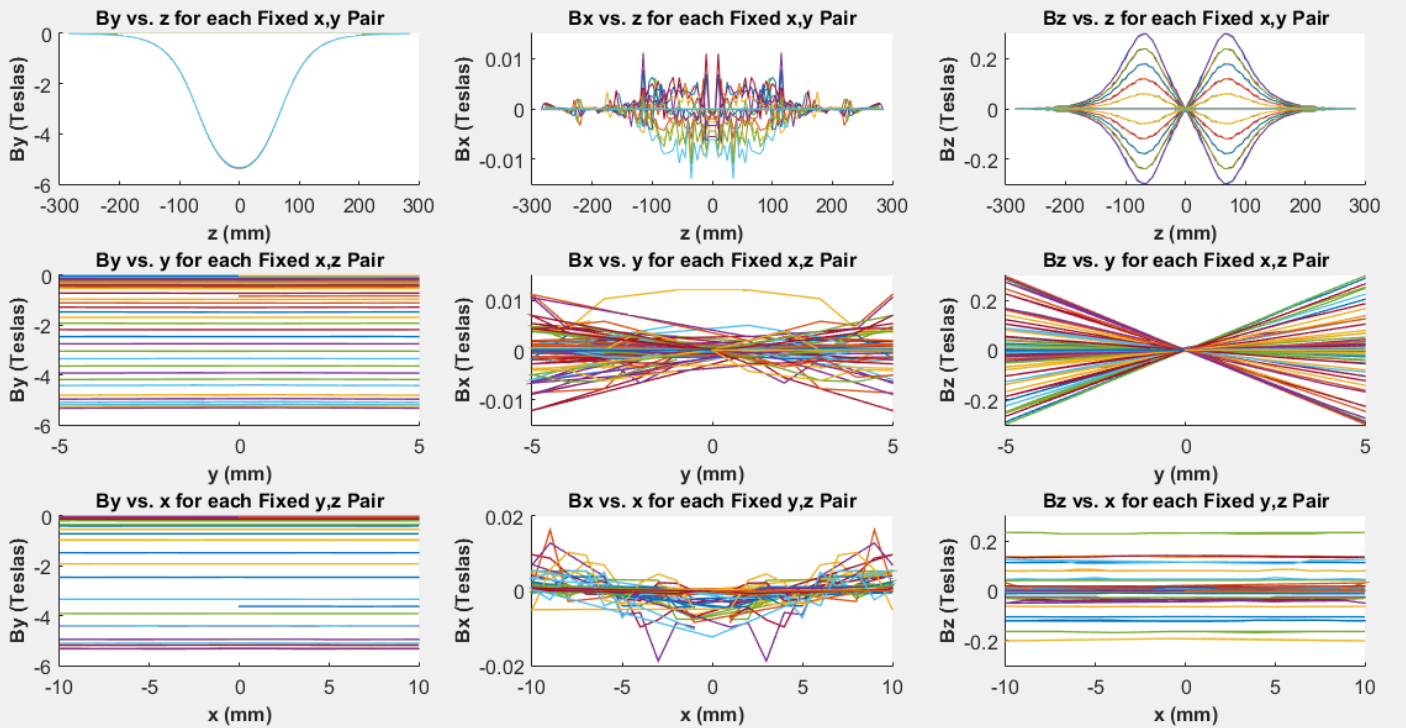 By vs. z for each Fixed x,y Pair
By (Teslas)
0
-2
-4
-6
-300 -200 -100 0 100 200 300
z (mm)
Bx vs. z for each Fixed x,y Pair
Bx (Teslas)
0.01
0
-0.01
-300 -200 -100 0 100 200 300
z (mm)
Bz vs. z for each Fixed x,y Pair
Bz (Teslas)
0.2
0
-0.2
-300 -200 -100 0 100 200 300
z (mm)
By vs. y for each Fixed x,z Pair
By (Teslas)
0
-2
-4
-6
-5 0 5
y (mm)
Bx vs. y for each Fixed x,z Pair
Bx (Teslas)
0.01
0
-0.01
-5 0 5
y (mm)
Bz vs. y for each Fixed x,z Pair
Bz (Teslas)
0.2
0
-0.2
-5 0 5
y (mm)
By vs. x for each Fixed y,z Pair
By (Teslas)
0
-2
-4
-6
-10 -5 0 5 10
x (mm)
Bx vs. x for each Fixed y,z Pair
Bx (Teslas)
0.02
0
-0.02
-10 -5 0 5 10
x (mm)
Bz vs. x for each Fixed y,z Pair
Bz (Teslas)
0.2
0
-0.2
-10 -5 0 5 10
x (mm)